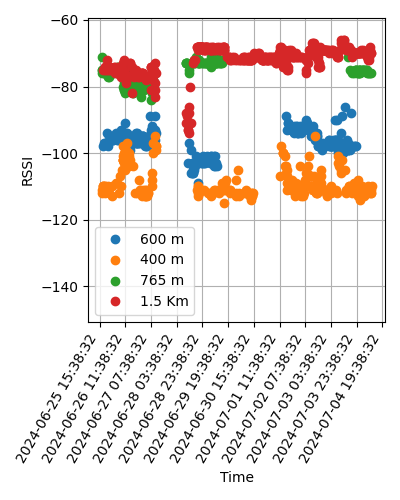 −60
−80
−100
−120
−140
RSSI
600 m
400 m
765 m
1.5 Km
2024-06-25 15:38:32
2024-06-26 11:38:32
2024-06-27 07:38:32
2024-06-28 03:38:32
2024-06-28 23:38:32
2024-06-29 19:38:32
2024-06-30 15:38:32
2024-07-01 11:38:32
2024-07-02 07:38:32
2024-07-03 03:38:32
2024-07-03 23:38:32
2024-07-04 19:38:32
Time